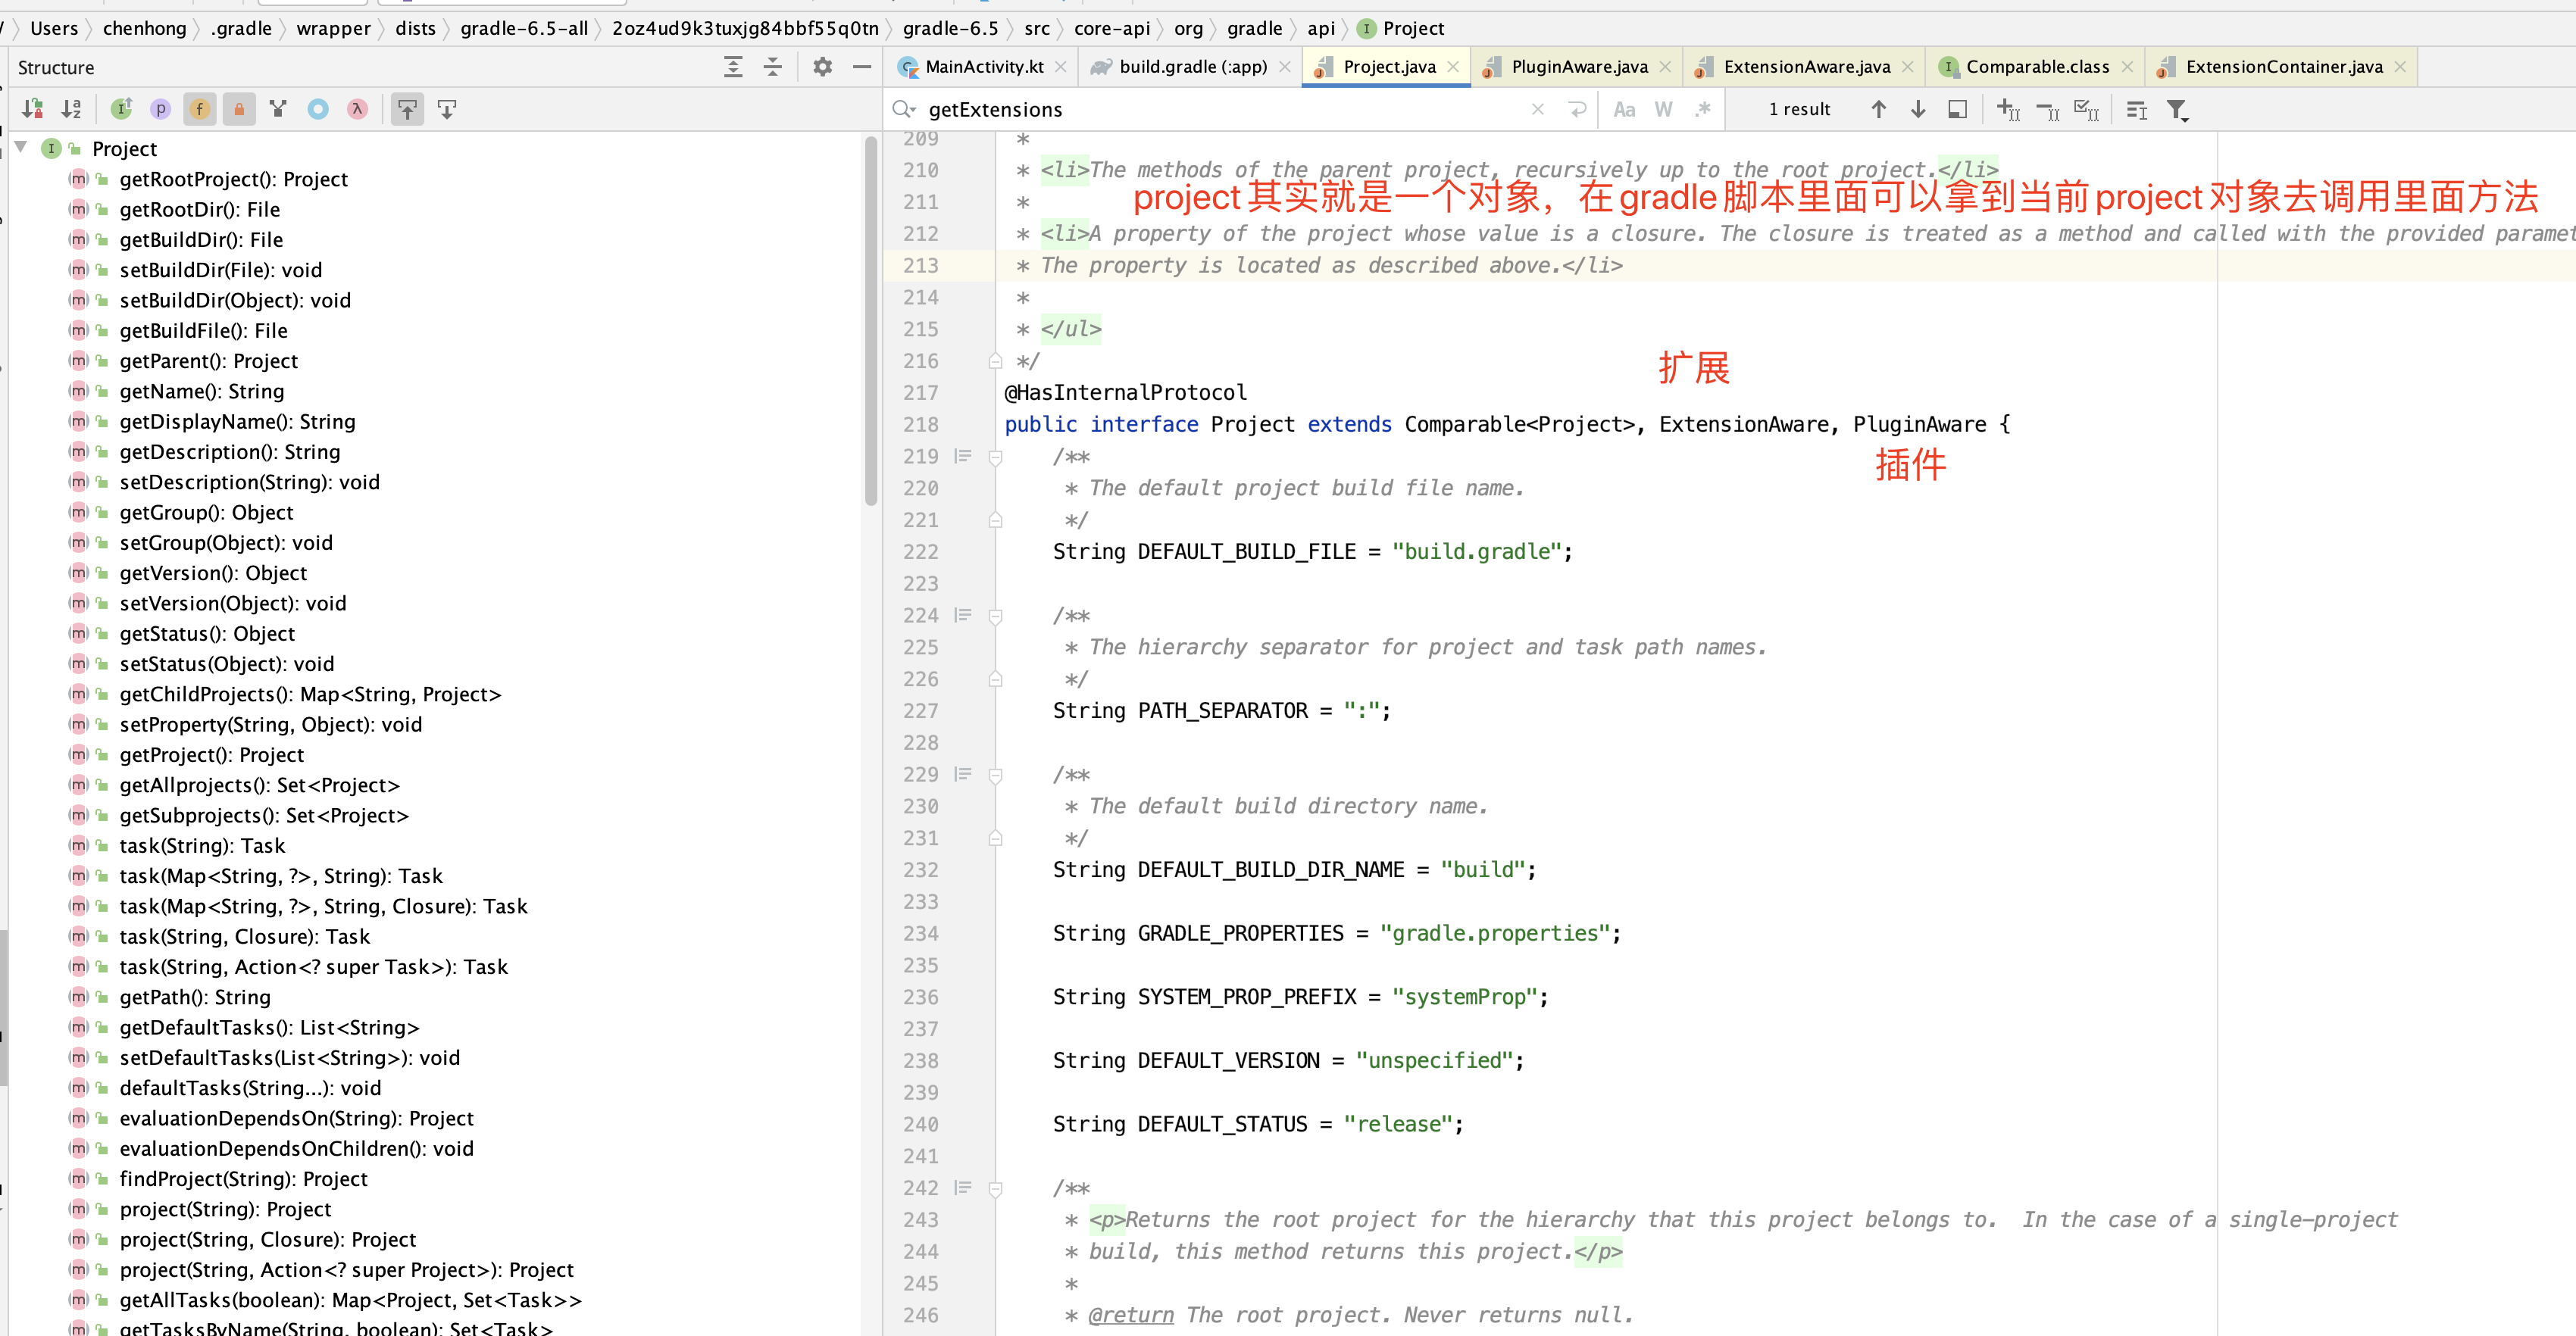 Users chenhong .gradle wrapper dists gradle-6.5-all 2oz4ud9k3tuxjg84bbf55q0tn gradle-6.5 src core-api org gradle api Project
Structure
MainActivity.kt build.gradle (:app) Project.java PluginAware.java ExtensionAware.java Comparable.class ExtensionContainer.java
getExtensions
Aa W .* 1 result
Project
getRootProject(): Project
getRootDir(): File
getBuildDir(): File
setBuildDir(File): void
setBuildDir(Object): void
getBuildFile(): File
getParent(): Project
getName(): String
getDisplayName(): String
getDescription(): String
setDescription(String): void
getGroup(): Object
setGroup(Object): void
getVersion(): Object
setVersion(Object): void
getStatus(): Object
setStatus(Object): void
getChildProjects(): Map<String, Project>
setProperty(String, Object): void
getProject(): Project
getAllprojects(): Set<Project>
getSubprojects(): Set<Project>
task(String): Task
task(Map<String, ?>, String): Task
task(Map<String, ?>, String, Closure): Task
task(String, Closure): Task
task(String, Action<? super Task>): Task
getPath(): String
getDefaultTasks(): List<String>
setDefaultTasks(List<String>): void
defaultTasks(String...): void
evaluationDependsOn(String): Project
evaluationDependsOnChildren(): void
findProject(String): Project
project(String): Project
project(String, Closure): Project
project(String, Action<? super Project>): Project
getAllTasks(boolean): Map<Project, Set<Task>>
getTasksByName(String, boolean): Set<Task>
209 *
210 * <li>The methods of the parent project, recursively up to the root project.</li>
project其实就是一个对象，在gradle脚本里面可以拿到当前project对象去调用里面方法
211 *
212 * <li>A property of the project whose value is a closure. The closure is treated as a method and called with the provided
213 * The property is located as described above.</li>
214 *
215 * </ul>
216 */
扩展
217 @HasInternalProtocol
218 public interface Project extends Comparable<Project>, ExtensionAware, PluginAware {
219 /**
插件
220 * The default project build file name.
221 */
222 String DEFAULT_BUILD_FILE = "build.gradle";
223
224 /**
225 * The hierarchy separator for project and task path names.
226 */
227 String PATH_SEPARATOR = ":";
228
229 /**
230 * The default build directory name.
231 */
232 String DEFAULT_BUILD_DIR_NAME = "build";
233
234 String GRADLE_PROPERTIES = "gradle.properties";
235
236 String SYSTEM_PROP_PREFIX = "systemProp";
237
238 String DEFAULT_VERSION = "unspecified";
239
240 String DEFAULT_STATUS = "release";
241
242 /**
243 * <p>Returns the root project for the hierarchy that this project belongs to.  In the case of a single-project
244 * build, this method returns this project.</p>
245 *
246 * @return The root project. Never returns null.